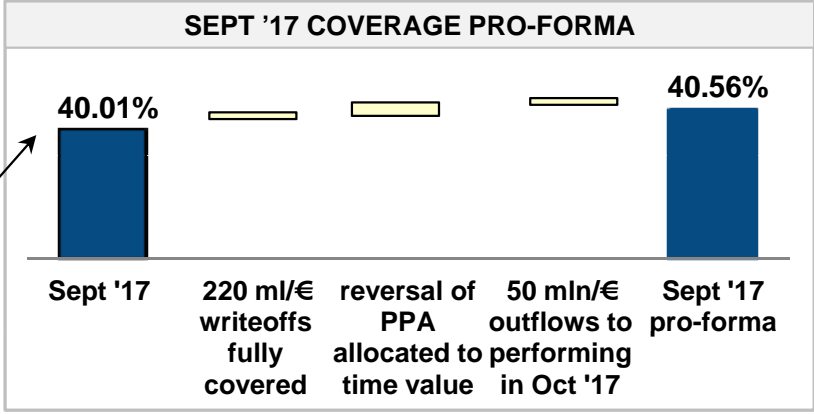 SEPT ’17 COVERAGE PRO-FORMA
40.01%
40.56%
Sept '17
220 ml/€
writeoffs
fully
covered
reversal of
PPA
allocated to
time value
50 mln/€
outflows to
performing
in Oct '17
Sept '17
pro-forma